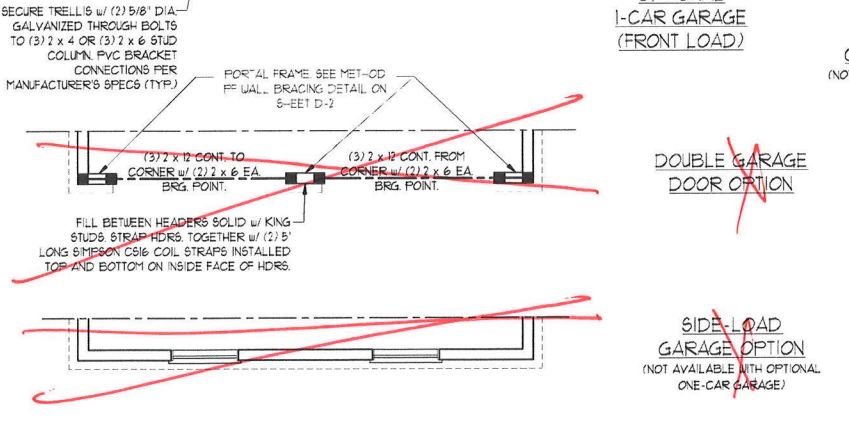 SECURE TRELLIS w/ (2) 5/8" DIA.
GALVANIZED THROUGH BOLTS
TO (3) 2 x 4 OR (3) 2 x 6 STUD
COLUMN. PVC BRACKET
CONNECTIONS PER
MANUFACTURER'S SPECS (TYP.)
1-CAR GARAGE
(FRONT LOAD)
PORTAL FRAME. SEE METHOD
PF WALL BRACING DETAIL ON
SHEET D-2
(3) 2 x 12 CONT. TO
CORNER w/ (2) 2 x 6 EA.
BRG. POINT.
(3) 2 x 12 CONT. FROM
CORNER w/ (2) 2 x 6 EA.
BRG. POINT.
DOUBLE GARAGE
DOOR OPTION
FILL BETWEEN HEADERS SOLID w/ KING
STUDS. STRAP HDRS. TOGETHER w/ (2) 5'
LONG SIMPSON CS16 COIL STRAPS INSTALLED
TOP AND BOTTOM ON INSIDE FACE OF HDRS.
SIDE-LOAD
GARAGE OPTION
(NOT AVAILABLE WITH OPTIONAL
ONE-CAR GARAGE)